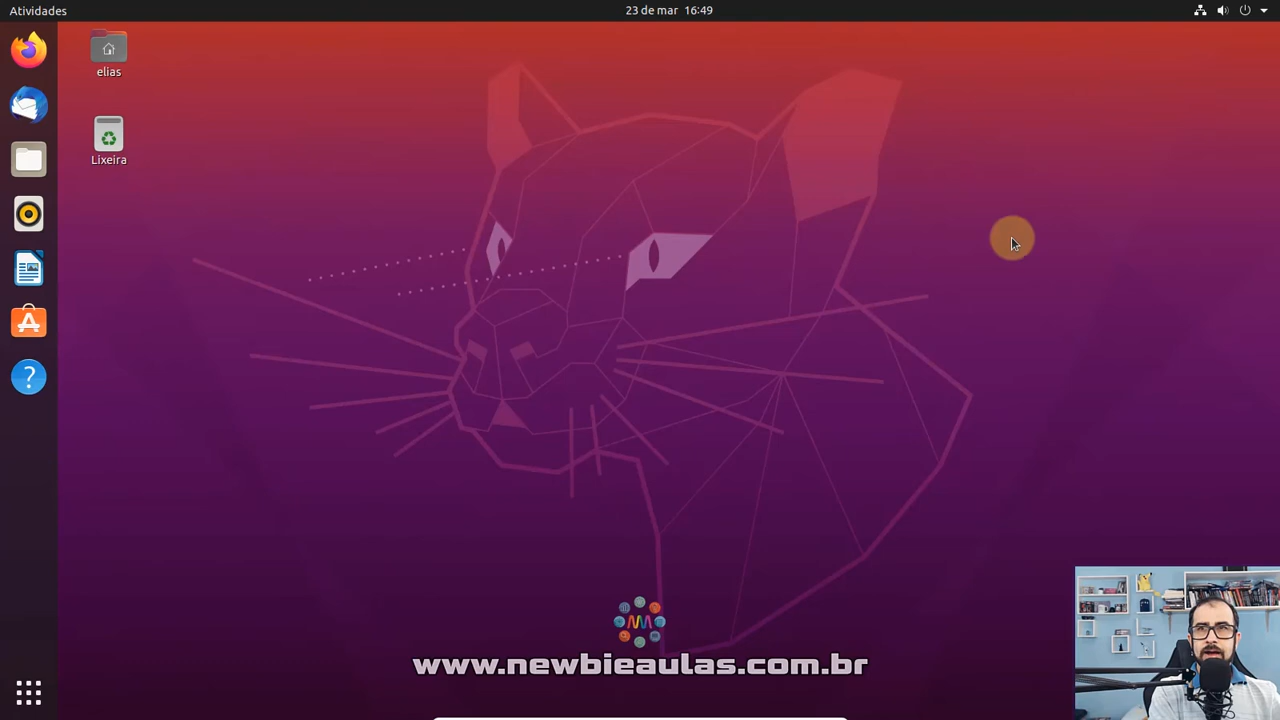 Atividades
23 de mar 16:49
elias
Lixeira
www.newbieaulas.com.br